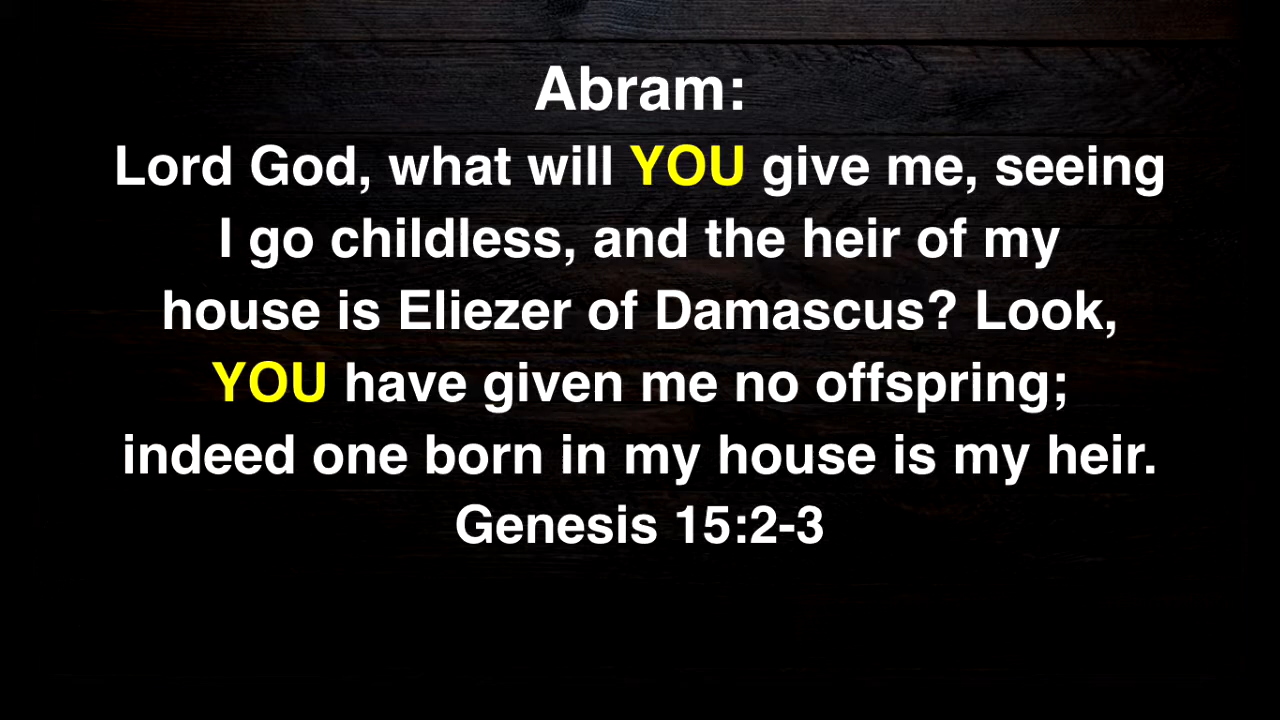 Abram:
Lord God, what will YOU give me, seeing
I go childless, and the heir of my
house is Eliezer of Damascus? Look,
YOU have given me no offspring;
indeed one born in my house is my heir.
Genesis 15:2-3